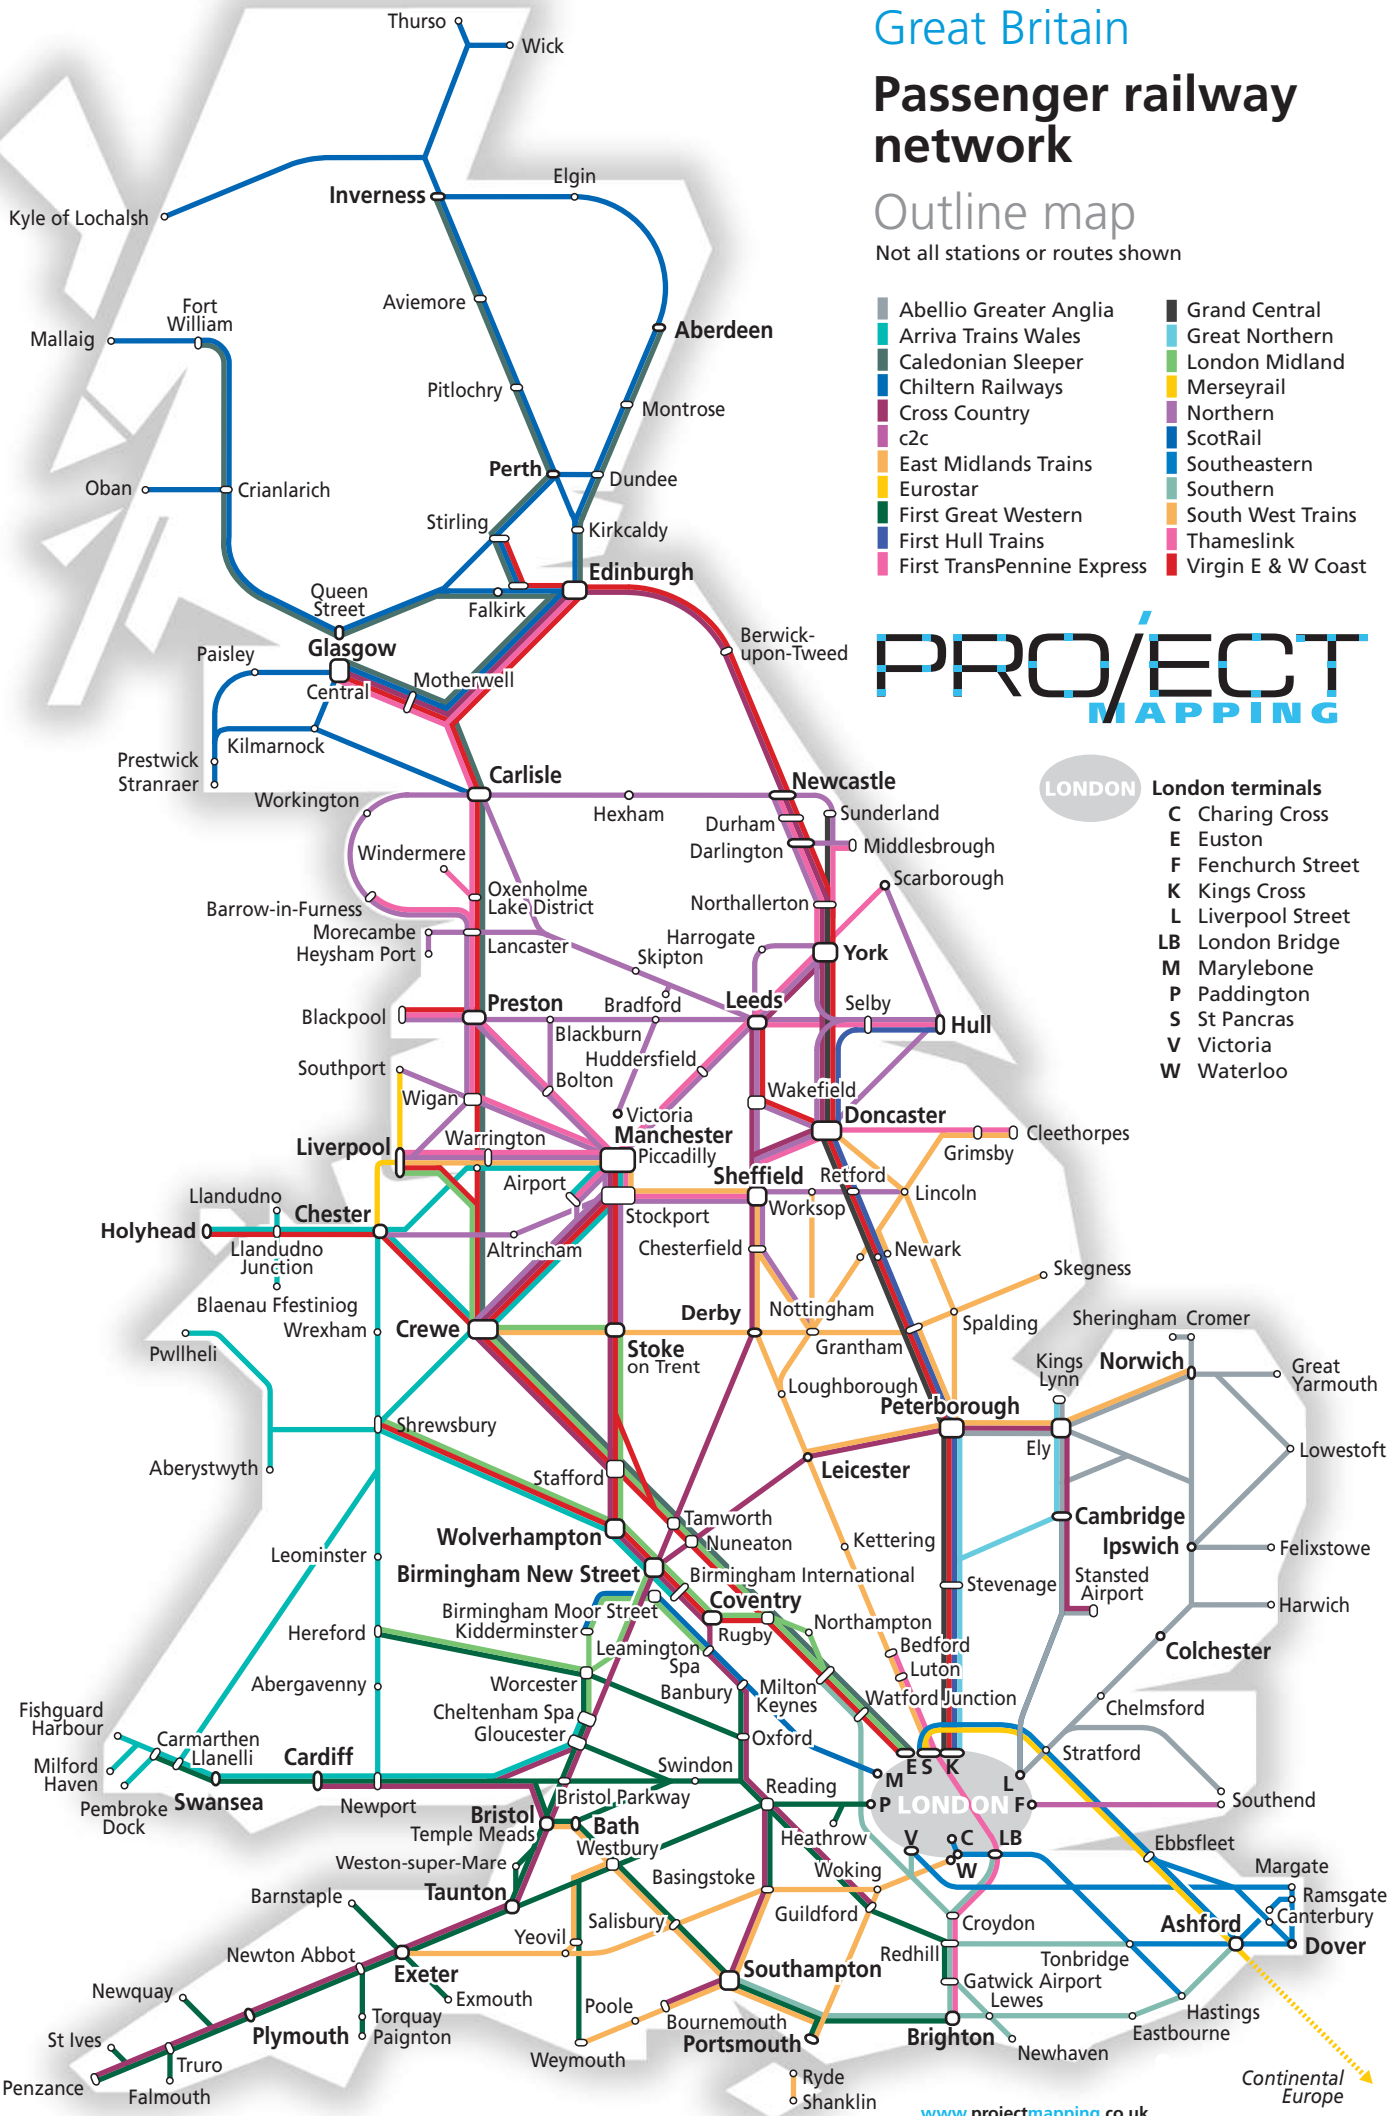 Great Britain
Passenger railway
network
Outline map
Not all stations or routes shown
Abellio Greater Anglia
Arriva Trains Wales
Caledonian Sleeper
Chiltern Railways
Cross Country
c2c
East Midlands Trains
Eurostar
First Great Western
First Hull Trains
First TransPennine Express
Grand Central
Great Northern
London Midland
Merseyrail
Northern
ScotRail
Southeastern
Southern
South West Trains
Thameslink
Virgin E & W Coast
PROJECT
MAPPING
LONDON
London terminals
C Charing Cross
E Euston
F Fenchurch Street
K Kings Cross
L Liverpool Street
LB London Bridge
M Marylebone
P Paddington
S St Pancras
V Victoria
W Waterloo
Thurso
Wick
Inverness
Elgin
Kyle of Lochalsh
Aviemore
Fort
William
Mallaig
Aberdeen
Pitlochry
Montrose
Perth
Dundee
Oban
Crianlarich
Stirling
Kirkcaldy
Edinburgh
Queen
Street
Falkirk
Glasgow
Central
Paisley
Motherwell
Berwick-
upon-Tweed
Kilmarnock
Prestwick
Stranraer
Carlisle
Newcastle
Workington
Hexham
Sunderland
Durham
Darlington
Middlesbrough
Windermere
Oxenholme
Lake District
Scarborough
Barrow-in-Furness
Northallerton
Morecambe
Heysham Port
Lancaster
Harrogate
Skipton
York
Preston
Bradford
Leeds
Selby
Blackpool
Blackburn
Hull
Southport
Huddersfield
Bolton
Wakefield
Wigan
Victoria
Doncaster
Manchester
Piccadilly
Liverpool
Warrington
Cleethorpes
Grimsby
Airport
Sheffield
Retford
Llandudno
Chester
Stockport
Worksop
Lincoln
Holyhead
Llandudno
Junction
Altrincham
Chesterfield
Newark
Skegness
Blaenau Ffestiniog
Wrexham
Crewe
Derby
Nottingham
Spalding
Pwllheli
Stoke
on Trent
Grantham
Sheringham
Cromer
Loughborough
Kings
Lynn
Norwich
Great
Yarmouth
Peterborough
Shrewsbury
Ely
Lowestoft
Aberystwyth
Stafford
Leicester
Tamworth
Wolverhampton
Nuneaton
Kettering
Cambridge
Ipswich
Felixstowe
Leominster
Birmingham New Street
Birmingham International
Stevenage
Stansted
Airport
Coventry
Harwich
Birmingham Moor Street
Kidderminster
Rugby
Northampton
Hereford
Leamington
Spa
Bedford
Colchester
Luton
Abergavenny
Worcester
Banbury
Milton
Keynes
Watford Junction
Chelmsford
Fishguard
Harbour
Cheltenham Spa
Gloucester
Oxford
Carmarthen
Llanelli
Cardiff
Stratford
Milford
Haven
Swindon
E
S
K
M
L
Pembroke
Dock
Swansea
Newport
Bristol Parkway
Reading
P
LONDON
F
Southend
Bristol
Temple Meads
Bath
Heathrow
V
C
LB
W
Westbury
Ebbsfleet
Weston-super-Mare
Basingstoke
Woking
Margate
Barnstaple
Taunton
Ramsgate
Canterbury
Salisbury
Guildford
Croydon
Ashford
Yeovil
Redhill
Tonbridge
Dover
Newton Abbot
Exeter
Southampton
Gatwick Airport
Newquay
Exmouth
Lewes
Poole
Hastings
Torquay
Paignton
Bournemouth
Plymouth
Portsmouth
Brighton
Eastbourne
St Ives
Weymouth
Newhaven
Truro
Penzance
Falmouth
Ryde
Shanklin
Continental
Europe
www.projectmapping.co.uk